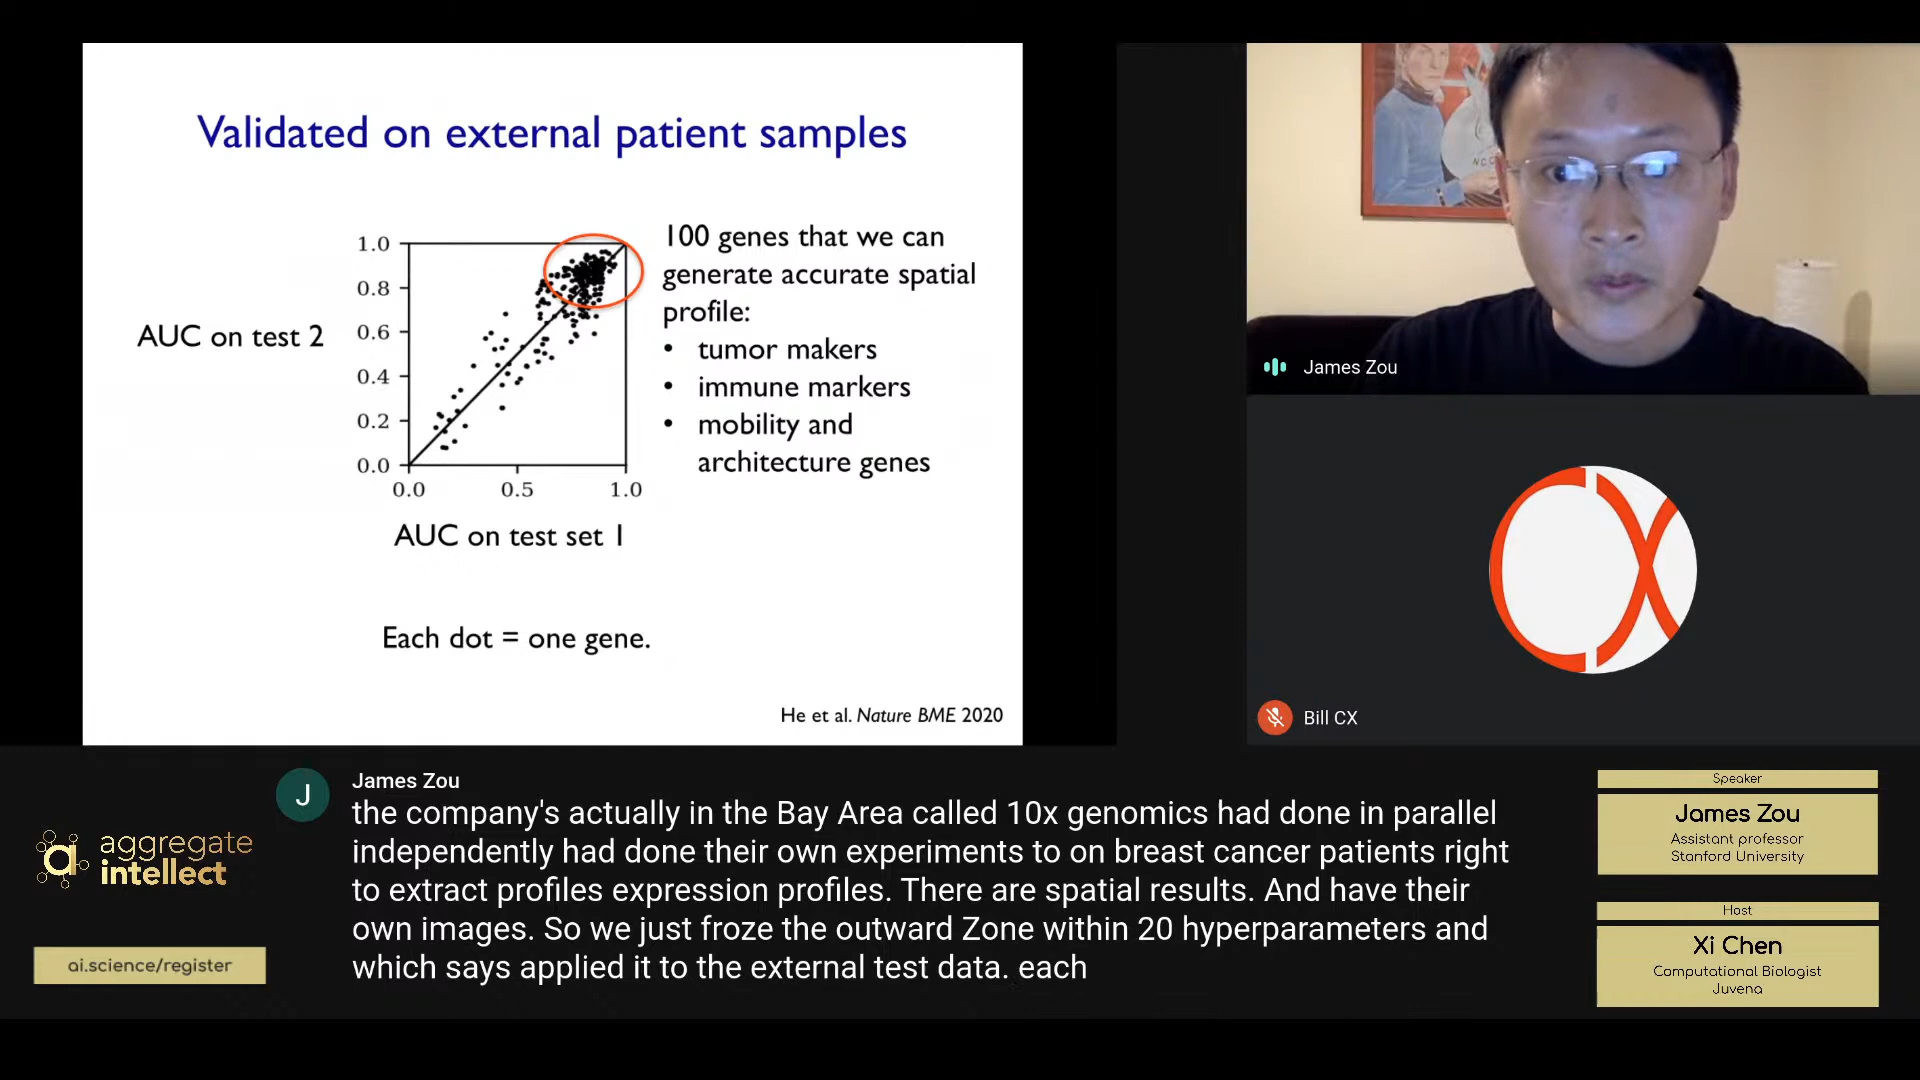 Validated on external patient samples
1.0
0.8
0.6
0.4
0.2
0.0
AUC on test 2
0.0 0.5 1.0
AUC on test set 1
100 genes that we can
generate accurate spatial
profile:
• tumor makers
• immune markers
• mobility and
architecture genes
Each dot = one gene.
He et al. Nature BME 2020
NCC
James Zou
Bill CX
J
James Zou
the company's actually in the Bay Area called 10x genomics had done in parallel
independently had done their own experiments to on breast cancer patients right
to extract profiles expression profiles. There are spatial results. And have their
own images. So we just froze the outward Zone within 20 hyperparameters and
which says applied it to the external test data. each
aggregate
intellect
ai.science/register
Speaker
James Zou
Assistant professor
Stanford University
Host
Xi Chen
Computational Biologist
Juvena